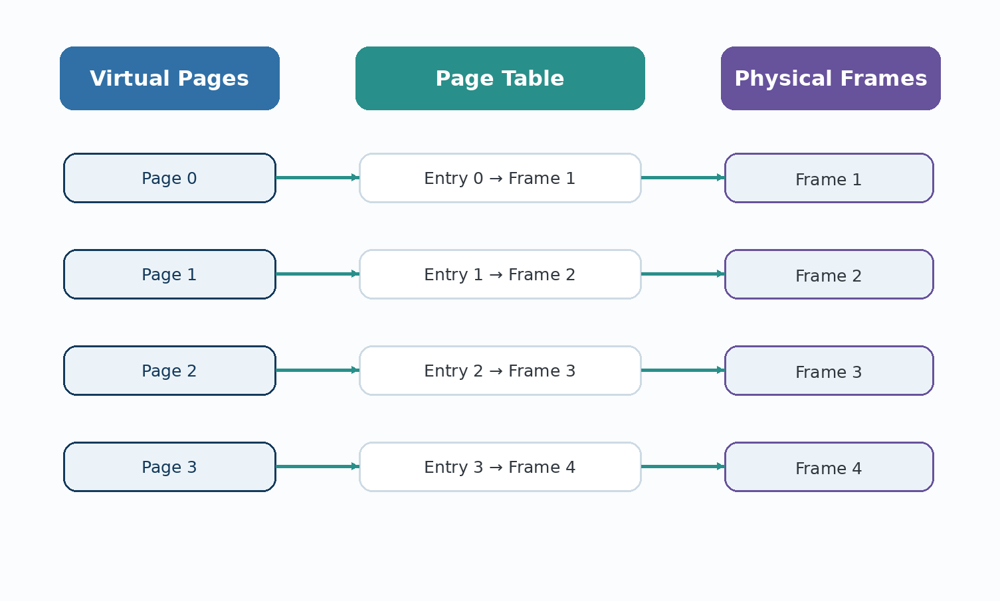 Virtual Pages
Page Table
Physical Frames
Page 0
Entry 0 → Frame 1
Frame 1
Page 1
Entry 1 → Frame 2
Frame 2
Page 2
Entry 2 → Frame 3
Frame 3
Page 3
Entry 3 → Frame 4
Frame 4